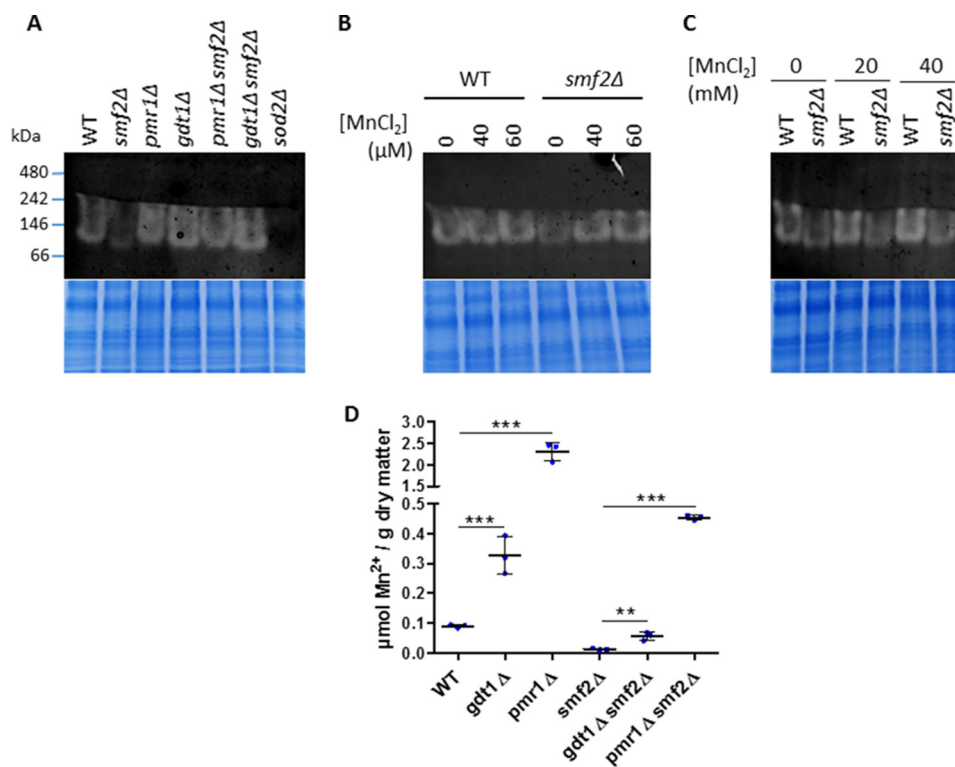 A
WT
smf2Δ
pmr1Δ
gdt1Δ
pmr1Δ smf2Δ
gdt1Δ smf2Δ
sod2Δ
kDa
480
242
146
66
B
WT smf2Δ
[MnCl2]
(μM)
0 40 60 0 40 60
C
[MnCl2]
(mM)
0 20 40
WT smf2Δ WT smf2Δ WT smf2Δ
D
μmol Mn2+ / g dry matter
3.0
2.5
2.0
1.5
0.5
0.4
0.3
0.2
0.1
0.0
***
***
***
**
WT
gdt1Δ
pmr1Δ
smf2Δ
gdt1Δ smf2Δ
pmr1Δ smf2Δ